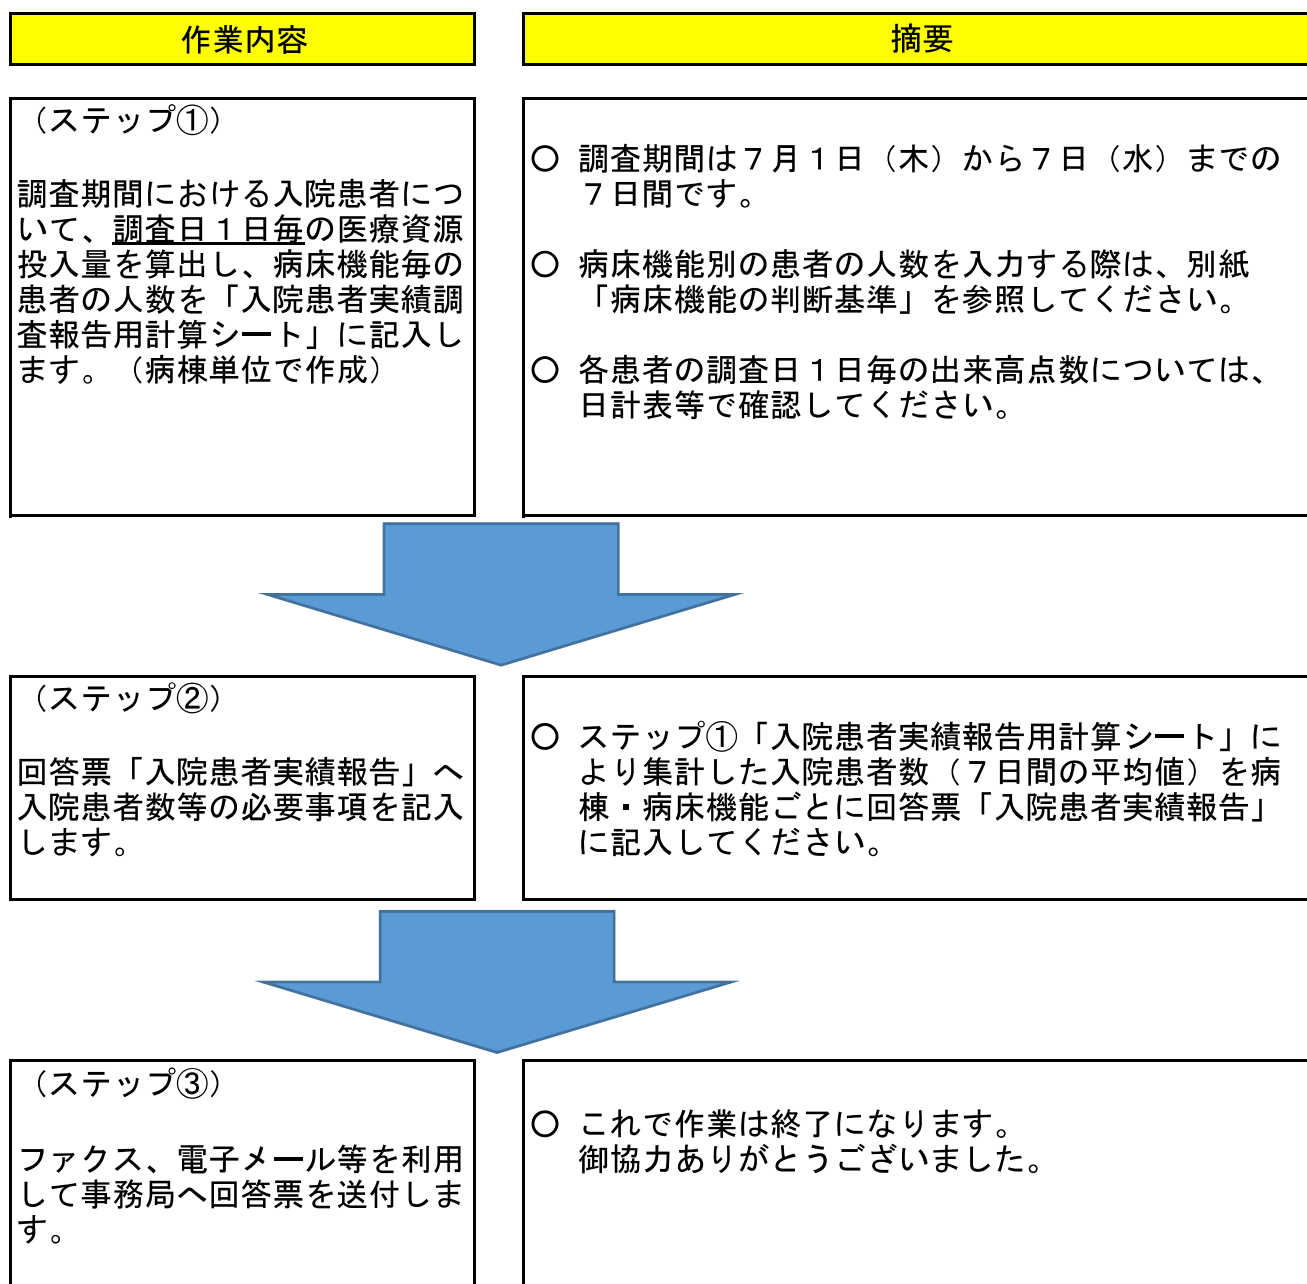 作業内容
摘要
（ステップ①）
調査期間における入院患者につ
いて、調査日１日毎の医療資源
投入量を算出し、病床機能毎の
患者の人数を「入院患者実績調
査報告用計算シート」に記入し
ます。（病棟単位で作成）
○ 調査期間は７月１日（木）から７日（水）までの
７日間です。
○ 病床機能別の患者の人数を入力する際は、別紙
「病床機能の判断基準」を参照してください。
○ 各患者の調査日１日毎の出来高点数については、
日計表等で確認してください。
（ステップ②）
回答票「入院患者実績報告」へ
入院患者数等の必要事項を記入
します。
○ ステップ①「入院患者実績報告用計算シート」に
より集計した入院患者数（７日間の平均値）を病
棟・病床機能ごとに回答票「入院患者実績報告」
に記入してください。
（ステップ③）
ファクス、電子メール等を利用
して事務局へ回答票を送付しま
す。
○ これで作業は終了になります。
御協力ありがとうございました。